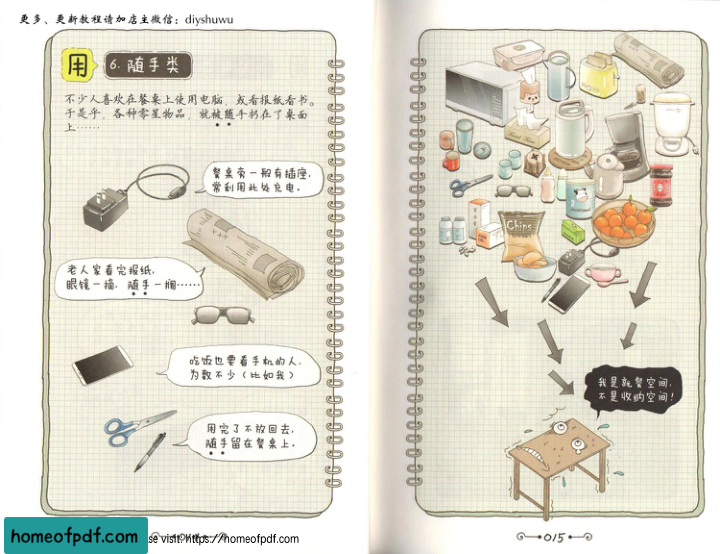 更多、更新教程请加店主微信：diyshuwu
用
6. 随手类
不少人喜欢在餐桌上使用电脑，或看报纸看书。
于是乎，各种零星物品，就被随手扔在了桌面
上……
餐桌旁一般有插座，
常利用此处充电。
老人家看完报纸，
眼镜一摘，随手一搁……
吃饭也要看手机的人，
为数不少（比如我）
用完了不放回去，
随手留在餐桌上。
Chips
我是就餐空间，
不是收纳空间！
homeofpdf.com
se visit: https://homeofpdf.com
015